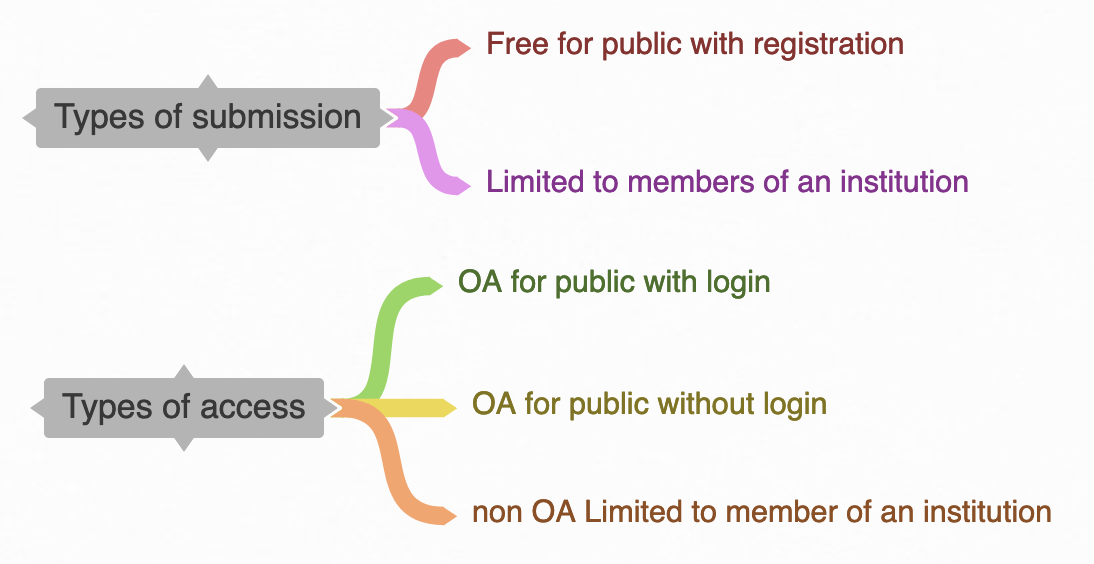 Types of submission
Free for public with registration
Limited to members of an institution
Types of access
OA for public with login
OA for public without login
non OA Limited to member of an institution